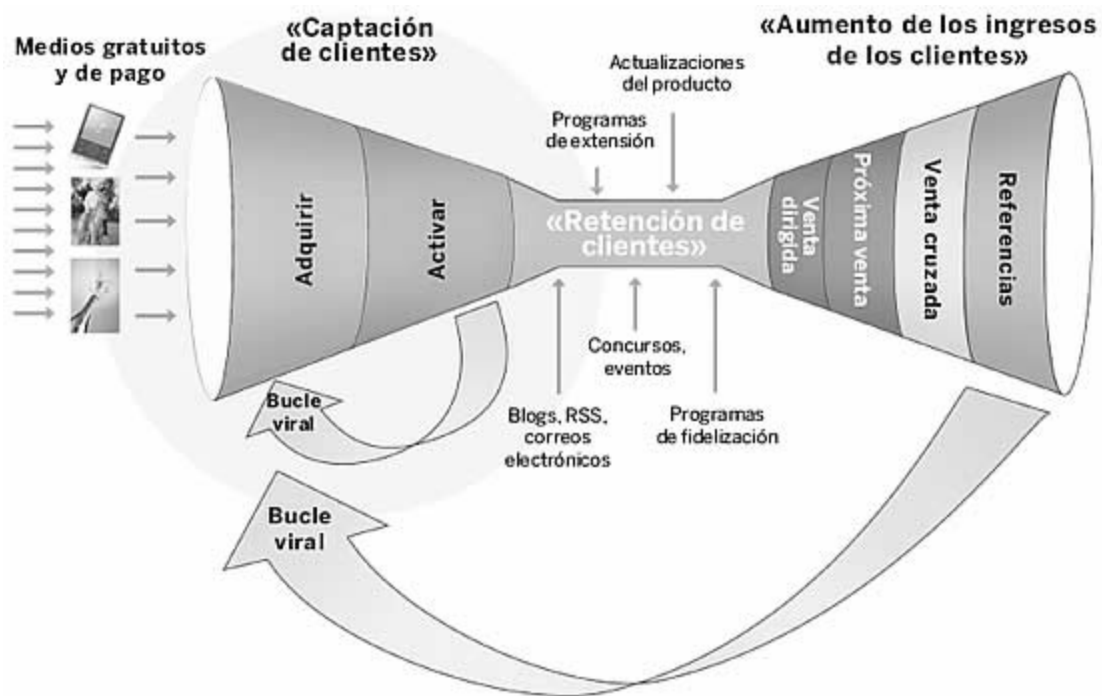 Medios gratuitos
y de pago
«Captación
de clientes»
Adquirir
Activar
Bucle
viral
Bucle
viral
Programas
de extensión
Actualizaciones
del producto
«Retención de
clientes»
Blogs, RSS,
correos
electrónicos
Concursos,
eventos
Programas
de fidelización
«Aumento de los ingresos
de los clientes»
Venta
dirigida
Próxima venta
Venta cruzada
Referencias